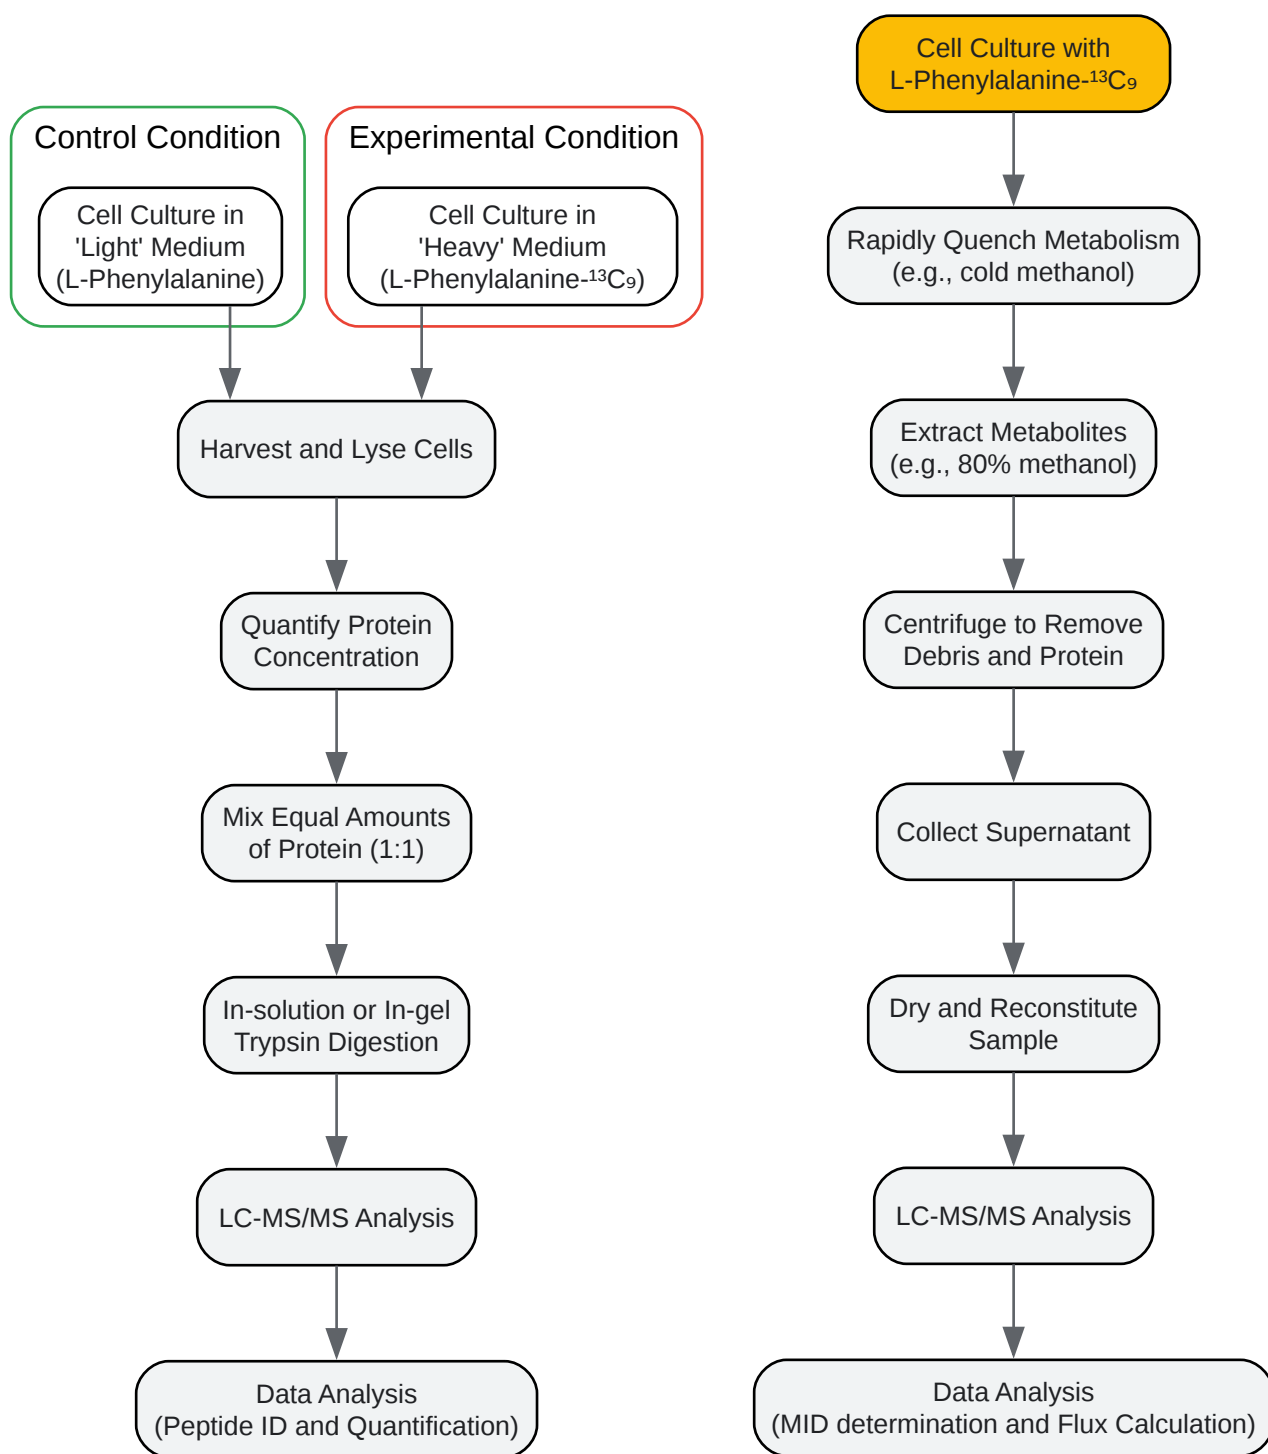 Control Condition
Cell Culture in
'Light' Medium
(L-Phenylalanine)
Experimental Condition
Cell Culture in
'Heavy' Medium
(L-Phenylalanine-¹³C₉)
Harvest and Lyse Cells
Quantify Protein
Concentration
Mix Equal Amounts
of Protein (1:1)
In-solution or In-gel
Trypsin Digestion
LC-MS/MS Analysis
Data Analysis
(Peptide ID and Quantification)
Cell Culture with
L-Phenylalanine-¹³C₉
Rapidly Quench Metabolism
(e.g., cold methanol)
Extract Metabolites
(e.g., 80% methanol)
Centrifuge to Remove
Debris and Protein
Collect Supernatant
Dry and Reconstitute
Sample
LC-MS/MS Analysis
Data Analysis
(MID determination and Flux Calculation)